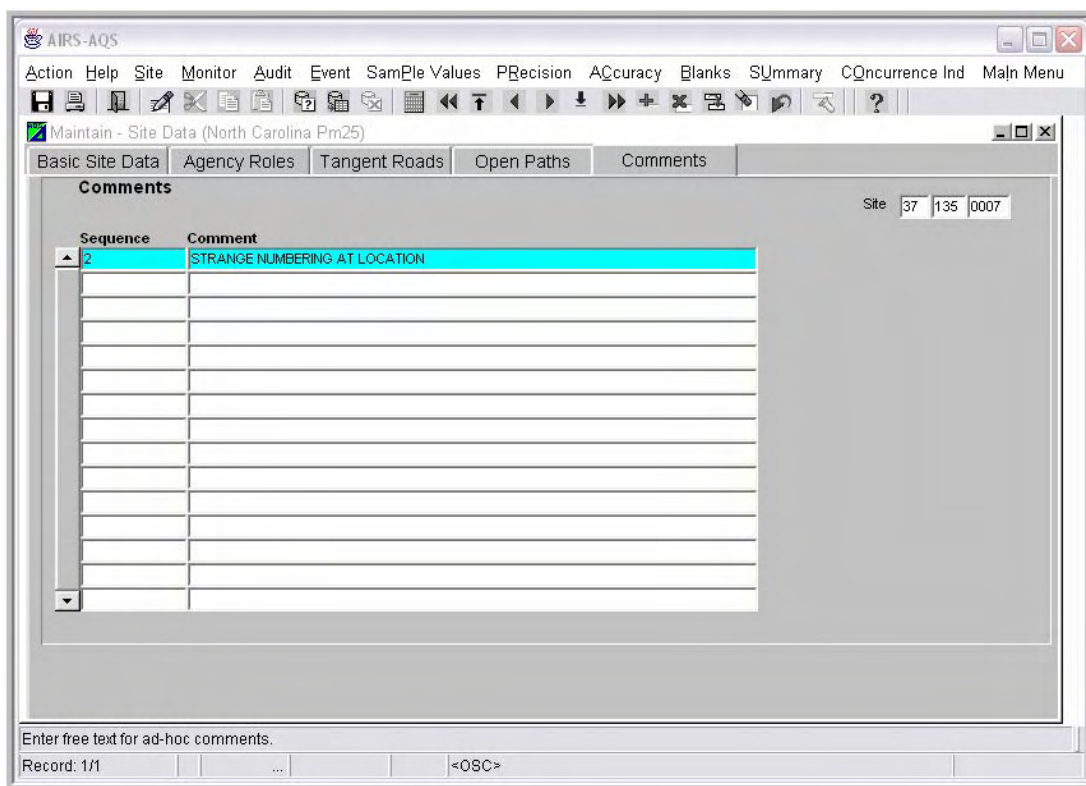 AIRS-AQS
Action Help Site Monitor Audit Event SamPle Values PRecision ACcuracy Blanks SUmmary COncurrence Ind MaIn Menu
?
Maintain - Site Data (North Carolina Pm25)
Basic Site Data Agency Roles Tangent Roads Open Paths Comments
Comments
Site 37 135 0007
Sequence Comment
2 STRANGE NUMBERING AT LOCATION
Enter free text for ad-hoc comments.
Record: 1/1 ... <OSC>